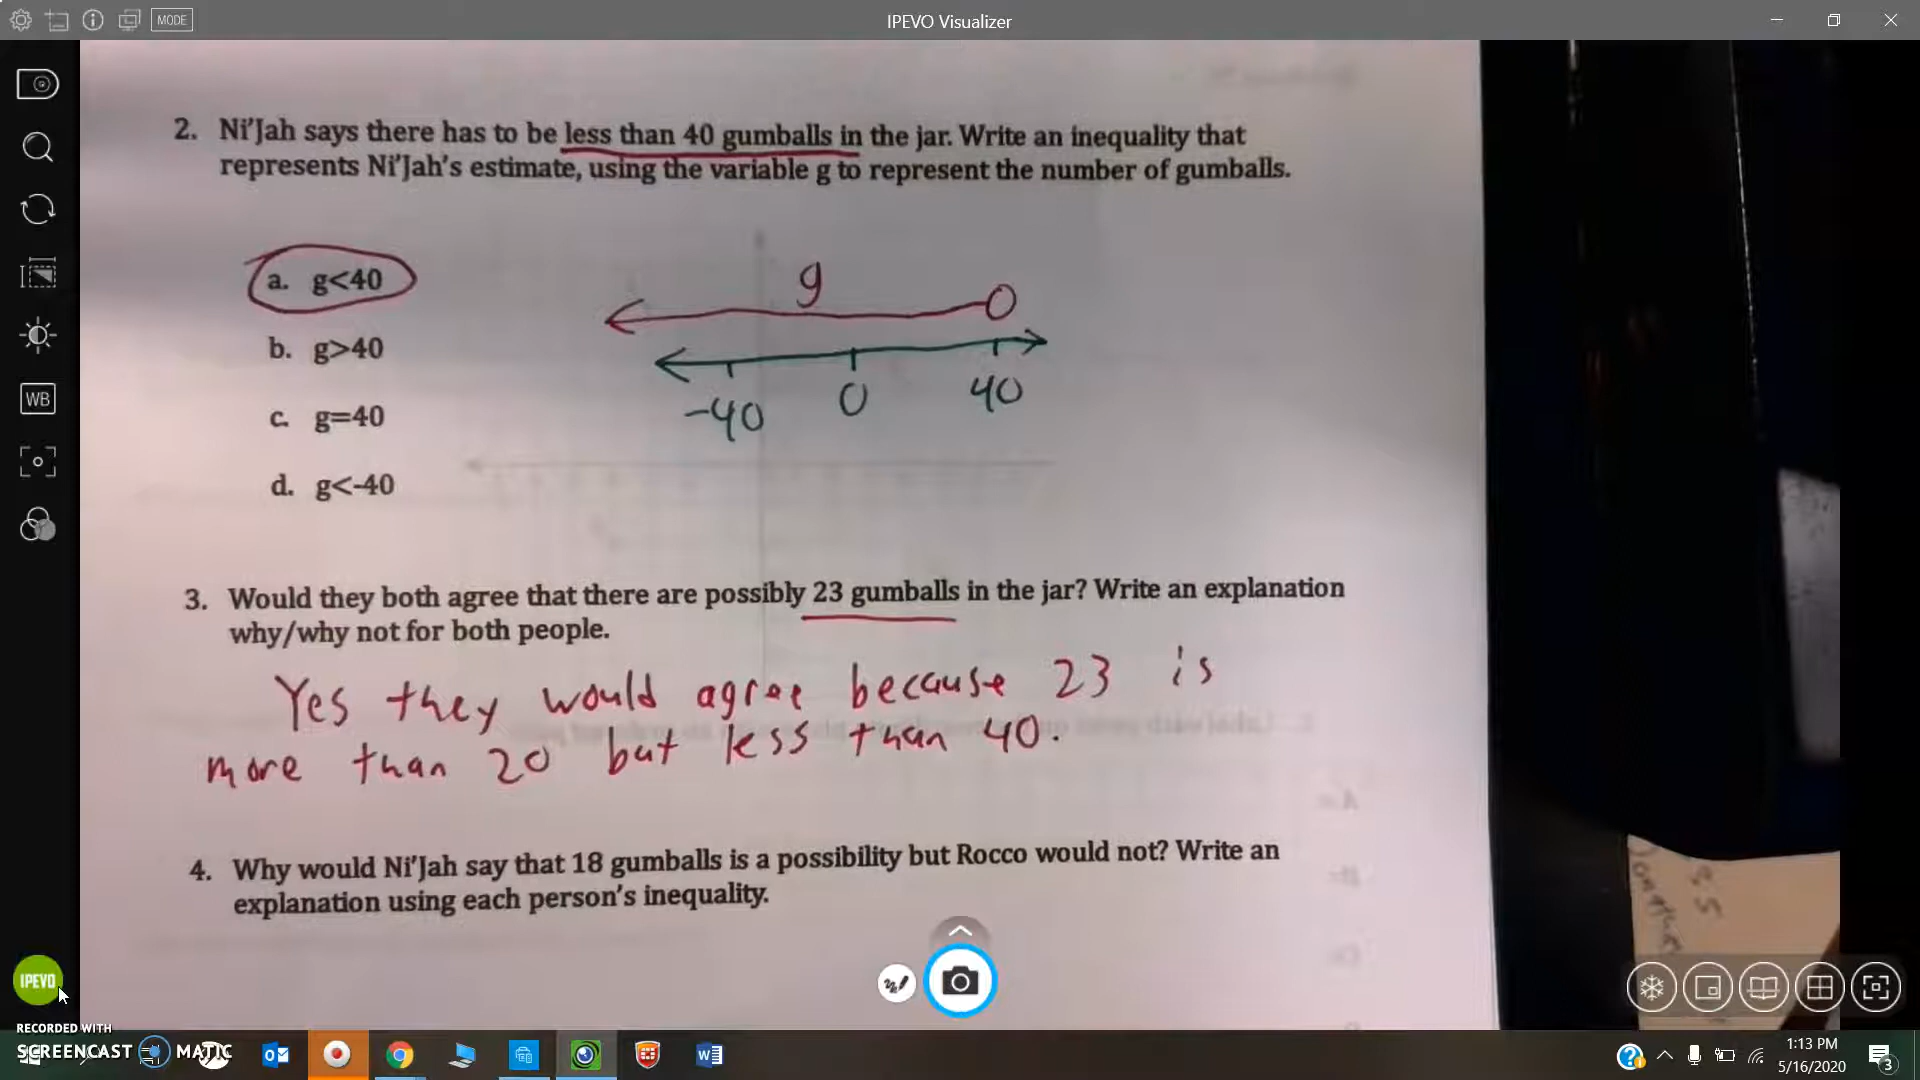 MODE
IPEVO Visualizer
2. Ni'Jah says there has to be less than 40 gumballs in the jar. Write an inequality that
represents Ni'Jah's estimate, using the variable g to represent the number of gumballs.
a. g<40
b. g>40
c. g=40
d. g<-40
g
-40 0 40
3. Would they both agree that there are possibly 23 gumballs in the jar? Write an explanation
why/why not for both people.
Yes they would agree because 23 is
more than 20 but less than 40.
4. Why would Ni'Jah say that 18 gumballs is a possibility but Rocco would not? Write an
explanation using each person's inequality.
WB
IPEVO
RECORDED WITH
SCREENCAST MATIC
1:13 PM
5/16/2020
3